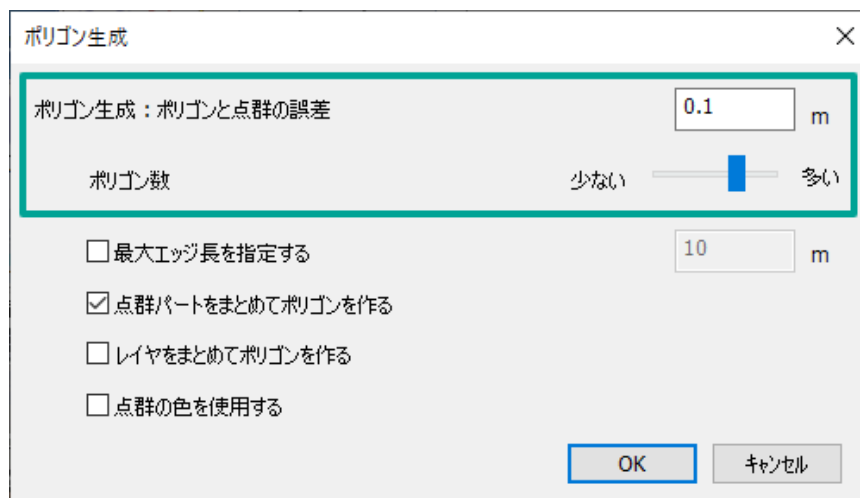 ポリゴン生成
ポリゴン生成：ポリゴンと点群の誤差 0.1 m
ポリゴン数 少ない 多い
最大エッジ長を指定する 10 m
点群パートをまとめてポリゴンを作る
レイヤをまとめてポリゴンを作る
点群の色を使用する
OK キャンセル